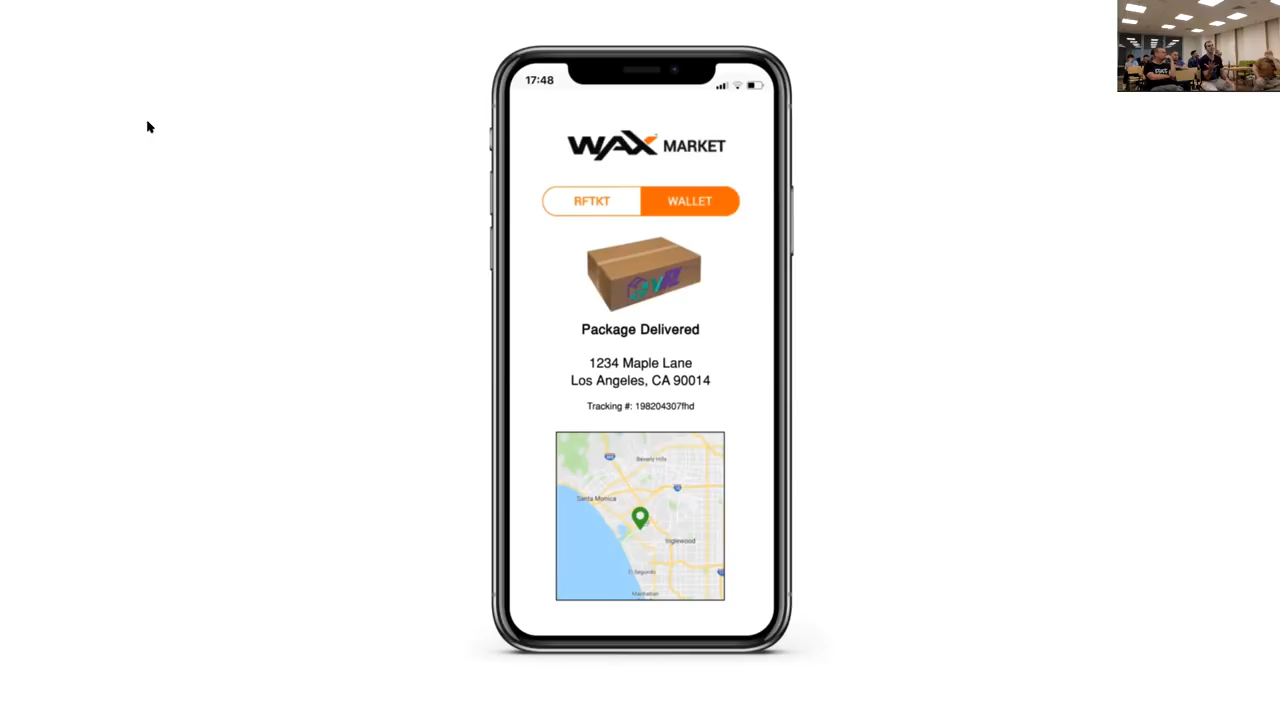 17:48
WAX MARKET
RFTKT
WALLET
Package Delivered
1234 Maple Lane
Los Angeles, CA 90014
Tracking #: 198204307fhd
Beverly Hills
Santa Monica
Inglewood
El Segundo
Manhattan